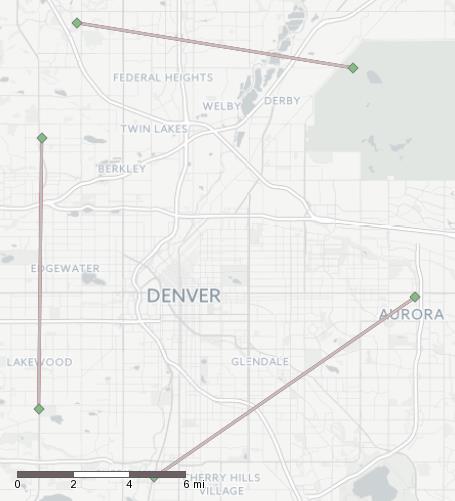 FEDERAL HEIGHTS
WELBY
DERBY
TWIN LAKES
BERKLEY
EDGEWATER
DENVER
AURORA
LAKEWOOD
GLENDALE
CHERRY HILLS
VILLAGE
0 2 4 6 mi